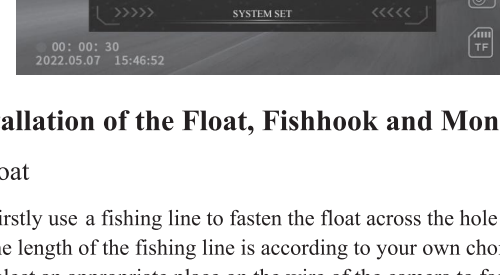 SYSTEM SET
00: 00: 30
2022.05.07 15:46:52
TF
allation of the Float, Fishhook and Mon
oat
irstly use a fishing line to fasten the float across the hole
e length of the fishing line is according to your own cho